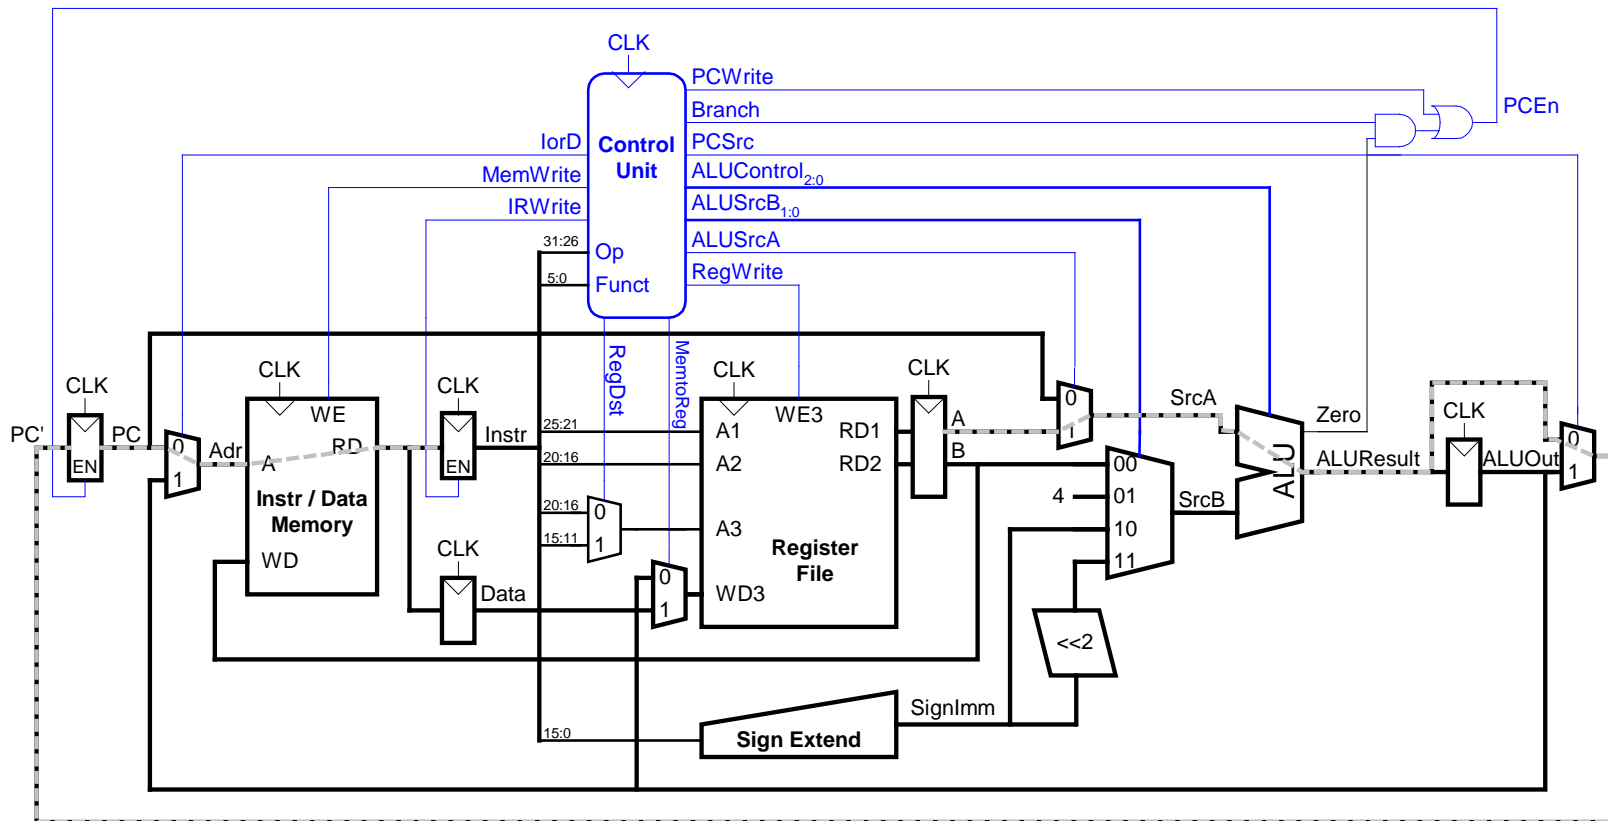 CLK
PCWrite
Branch
PCEn
IorD
Control
Unit
PCSrc
MemWrite
ALUControl2:0
IRWrite
ALUSrcB1:0
31:26
Op
ALUSrcA
5:0
Funct
RegWrite
RegDst
MemtoReg
CLK
CLK
CLK
CLK
CLK
CLK
PC'
PC
EN
0
1
Adr
A
WE
RD
Instr / Data
Memory
WD
EN
Instr
25:21
20:16
20:16
15:11
0
1
CLK
Data
0
1
A1
A2
A3
WD3
WE3
RD1
RD2
Register
File
A
B
0
1
SrcA
00
01
10
11
4
SrcB
<<2
ALU
Zero
ALUResult
ALUOut
0
1
SignImm
15:0
Sign Extend